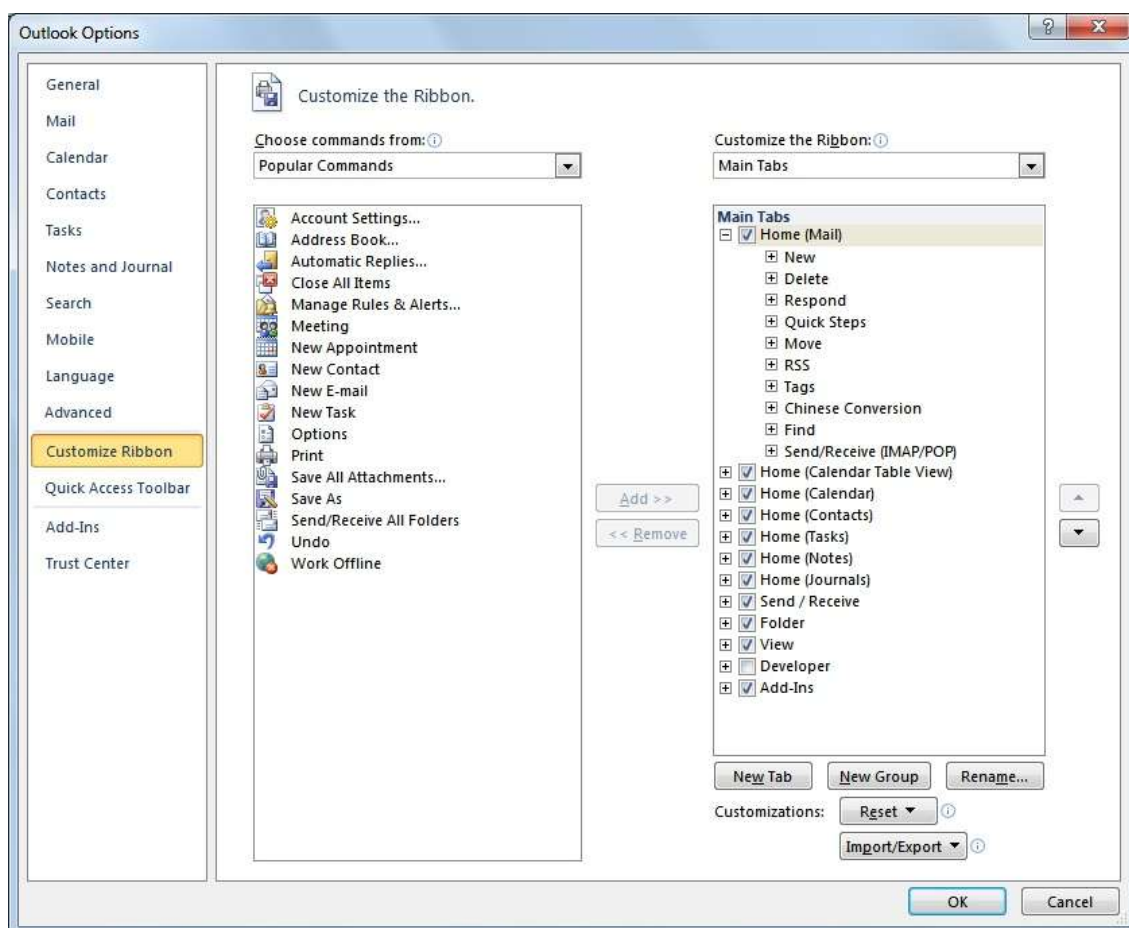 Outlook Options
General
Mail
Calendar
Contacts
Tasks
Notes and Journal
Search
Mobile
Language
Advanced
Customize Ribbon
Quick Access Toolbar
Add-Ins
Trust Center
Customize the Ribbon.
Choose commands from:
Popular Commands
Account Settings...
Address Book...
Automatic Replies...
Close All Items
Manage Rules & Alerts...
Meeting
New Appointment
New Contact
New E-mail
New Task
Options
Print
Save All Attachments...
Save As
Send/Receive All Folders
Undo
Work Offline
Add >>
<< Remove
Customize the Ribbon:
Main Tabs
Main Tabs
Home (Mail)
New
Delete
Respond
Quick Steps
Move
RSS
Tags
Chinese Conversion
Find
Send/Receive (IMAP/POP)
Home (Calendar Table View)
Home (Calendar)
Home (Contacts)
Home (Tasks)
Home (Notes)
Home (Journals)
Send / Receive
Folder
View
Developer
Add-Ins
New Tab
New Group
Rename...
Customizations:
Reset
Import/Export
OK
Cancel